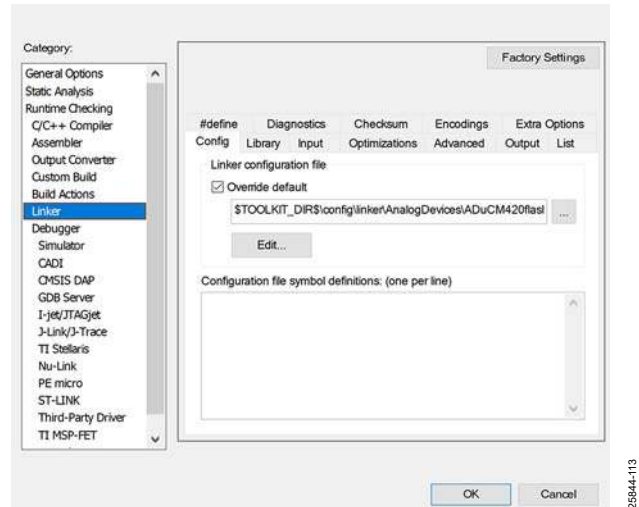 Category:
Factory Settings
General Options
Static Analysis
Runtime Checking
C/C++ Compiler
Assembler
Output Converter
Custom Build
Build Actions
Linker
Debugger
Simulator
CADI
CMSIS DAP
GDB Server
I-jet/JTAGjet
J-Link/J-Trace
TI Stellaris
Nu-Link
PE micro
ST-LINK
Third-Party Driver
TI MSP-FET
#define Diagnostics Checksum Encodings Extra Options
Config Library Input Optimizations Advanced Output List
Linker configuration file
Override default
$TOOLKIT_DIR$\config\linker\AnalogDevices\ADuCM420flasl
...
Edit...
Configuration file symbol definitions: (one per line)
OK Cancel
25844-113